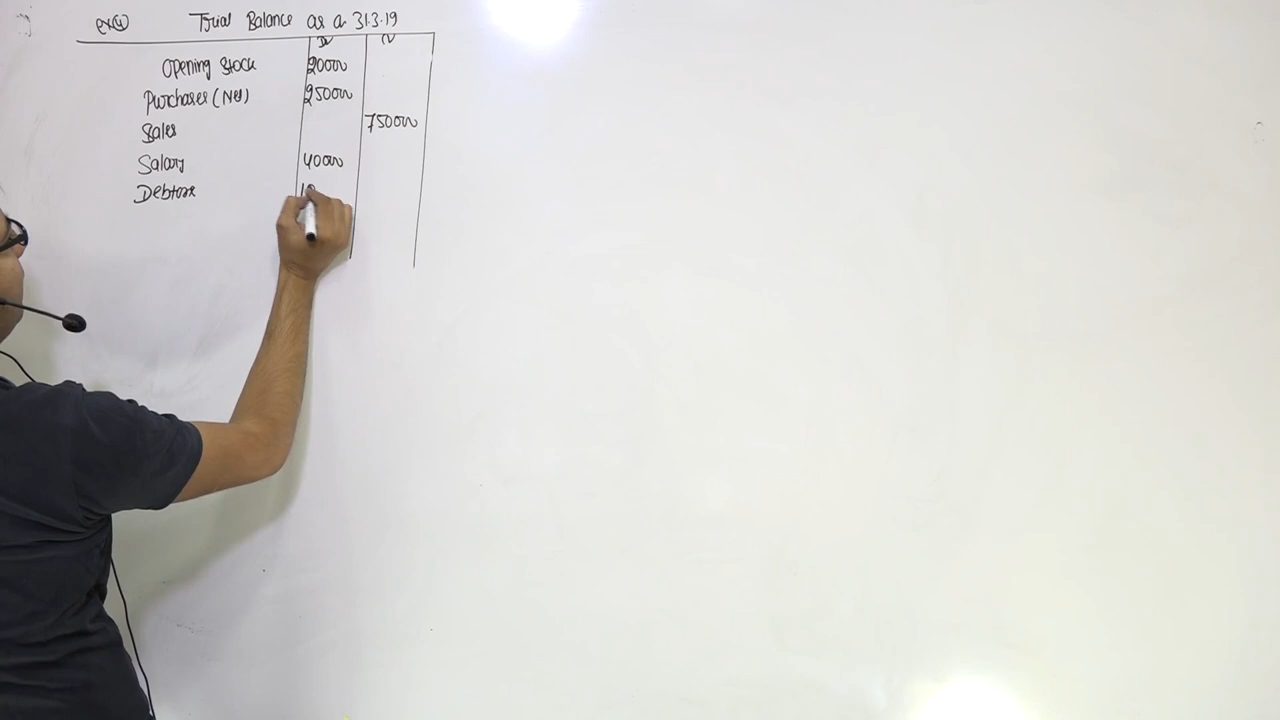 ex④ Trial Balance as on 31.3.19
Dr Cr
Opening Stock 20000
Purchases (Net) 25000
Sales 75000
Salary 4000
Debtors